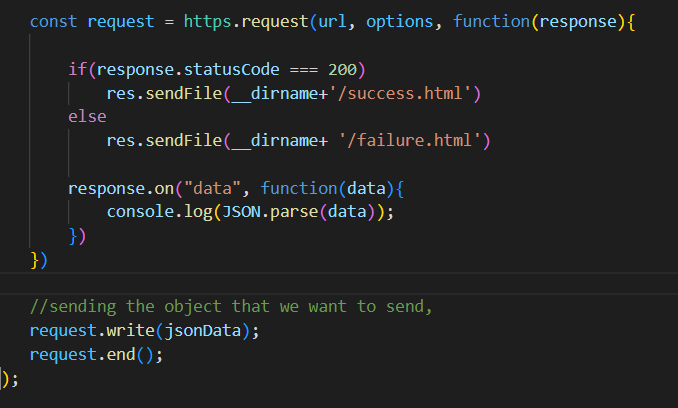 const request = https.request(url, options, function(response){
if(response.statusCode === 200)
res.sendFile(__dirname+'/success.html')
else
res.sendFile(__dirname+ '/failure.html')
response.on("data", function(data){
console.log(JSON.parse(data));
})
})
//sending the object that we want to send,
request.write(jsonData);
request.end();
);